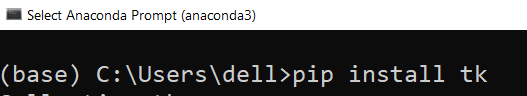 Select Anaconda Prompt (anaconda3)
(base) C:\Users\dell>pip install tk